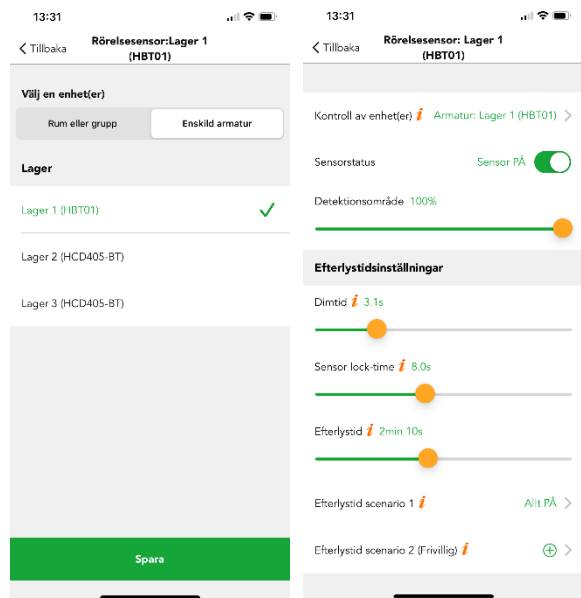 13:31
Tillbaka
Rörelsesensor:Lager 1
(HBT01)
Välj en enhet(er)
Rum eller grupp
Enskild armatur
Lager
Lager 1 (HBT01)
Lager 2 (HCD405-BT)
Lager 3 (HCD405-BT)
Spara
13:31
Tillbaka
Rörelsesensor: Lager 1
(HBT01)
Kontroll av enhet(er) i Armatur: Lager 1 (HBT01)
Sensorstatus Sensor PÅ
Detektionsområde 100%
Efterlystidsinställningar
Dimtid i 3.1s
Sensor lock-time i 8.0s
Efterlystid i 2min 10s
Efterlystid scenario 1 i Allt PÅ
Efterlystid scenario 2 (Frivillig) i